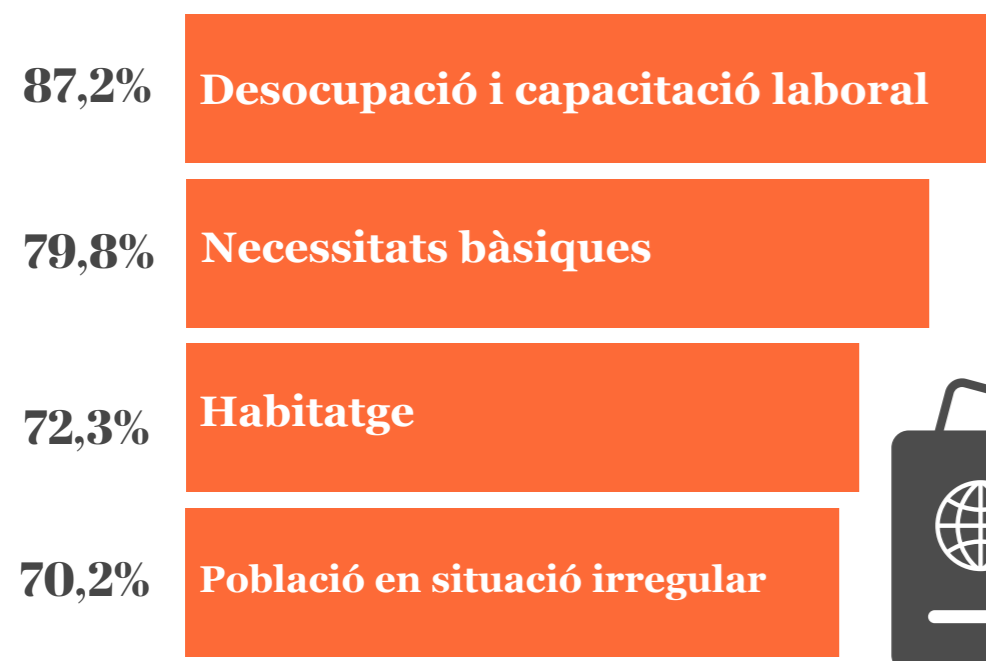 87,2% Desocupació i capacitació laboral
79,8% Necessitats bàsiques
72,3% Habitatge
70,2% Població en situació irregular